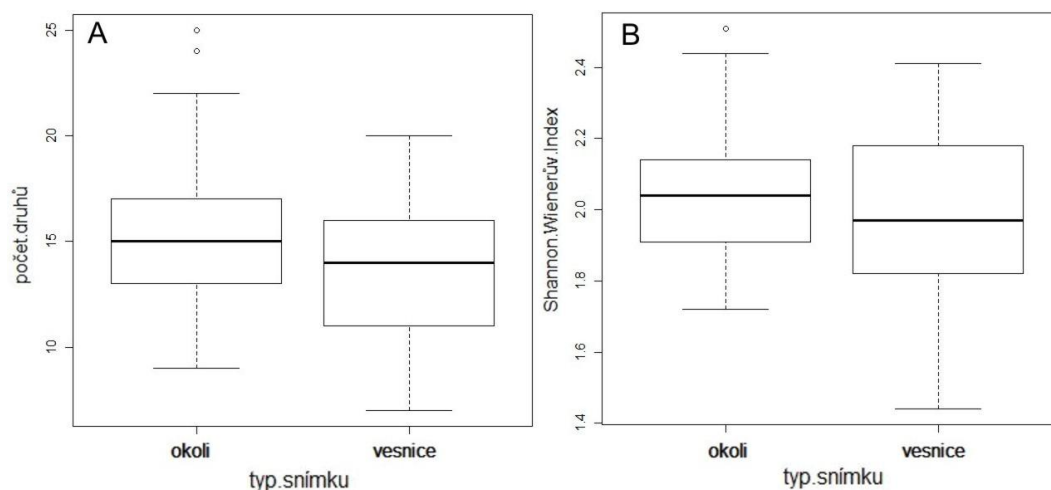 A
počet.druhů
25
20
15
10
okoli
vesnice
typ.snímku
B
Shannon.Wienerův.Index
2.4
2.2
2.0
1.8
1.6
1.4
okoli
vesnice
typ.snímku